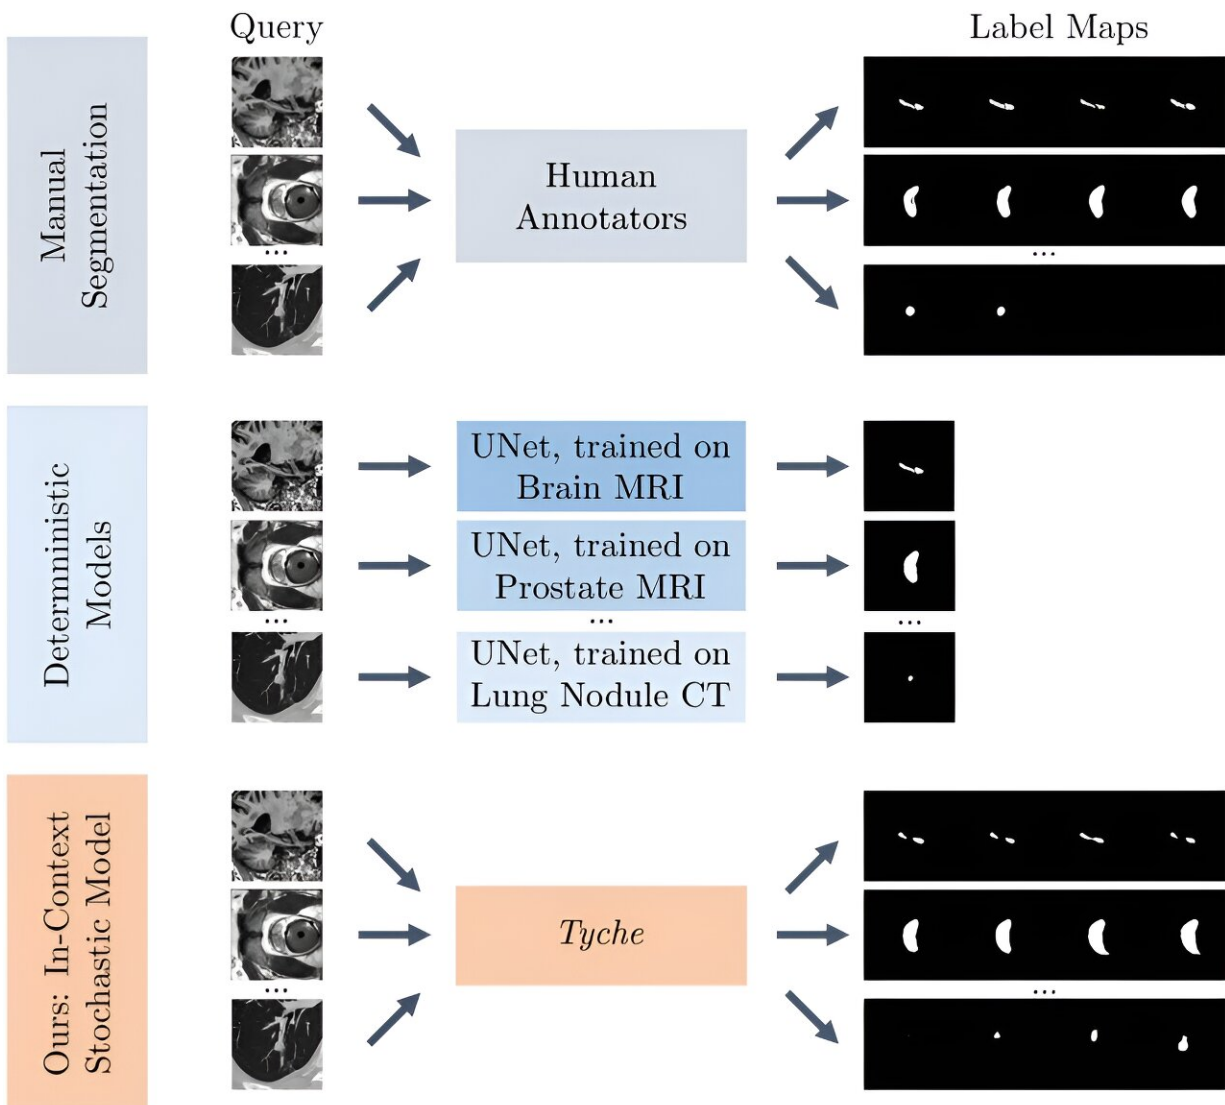 Query
Label Maps
Manual
Segmentation
Human
Annotators
...
...
Determninistic
Models
UNet, trained on
Brain MRI
UNet, trained on
Prostate MRI
...
...
...
UNet, trained on
Lung Nodule CT
Ours: In-Context
Stochastic Model
Tyche
...
...